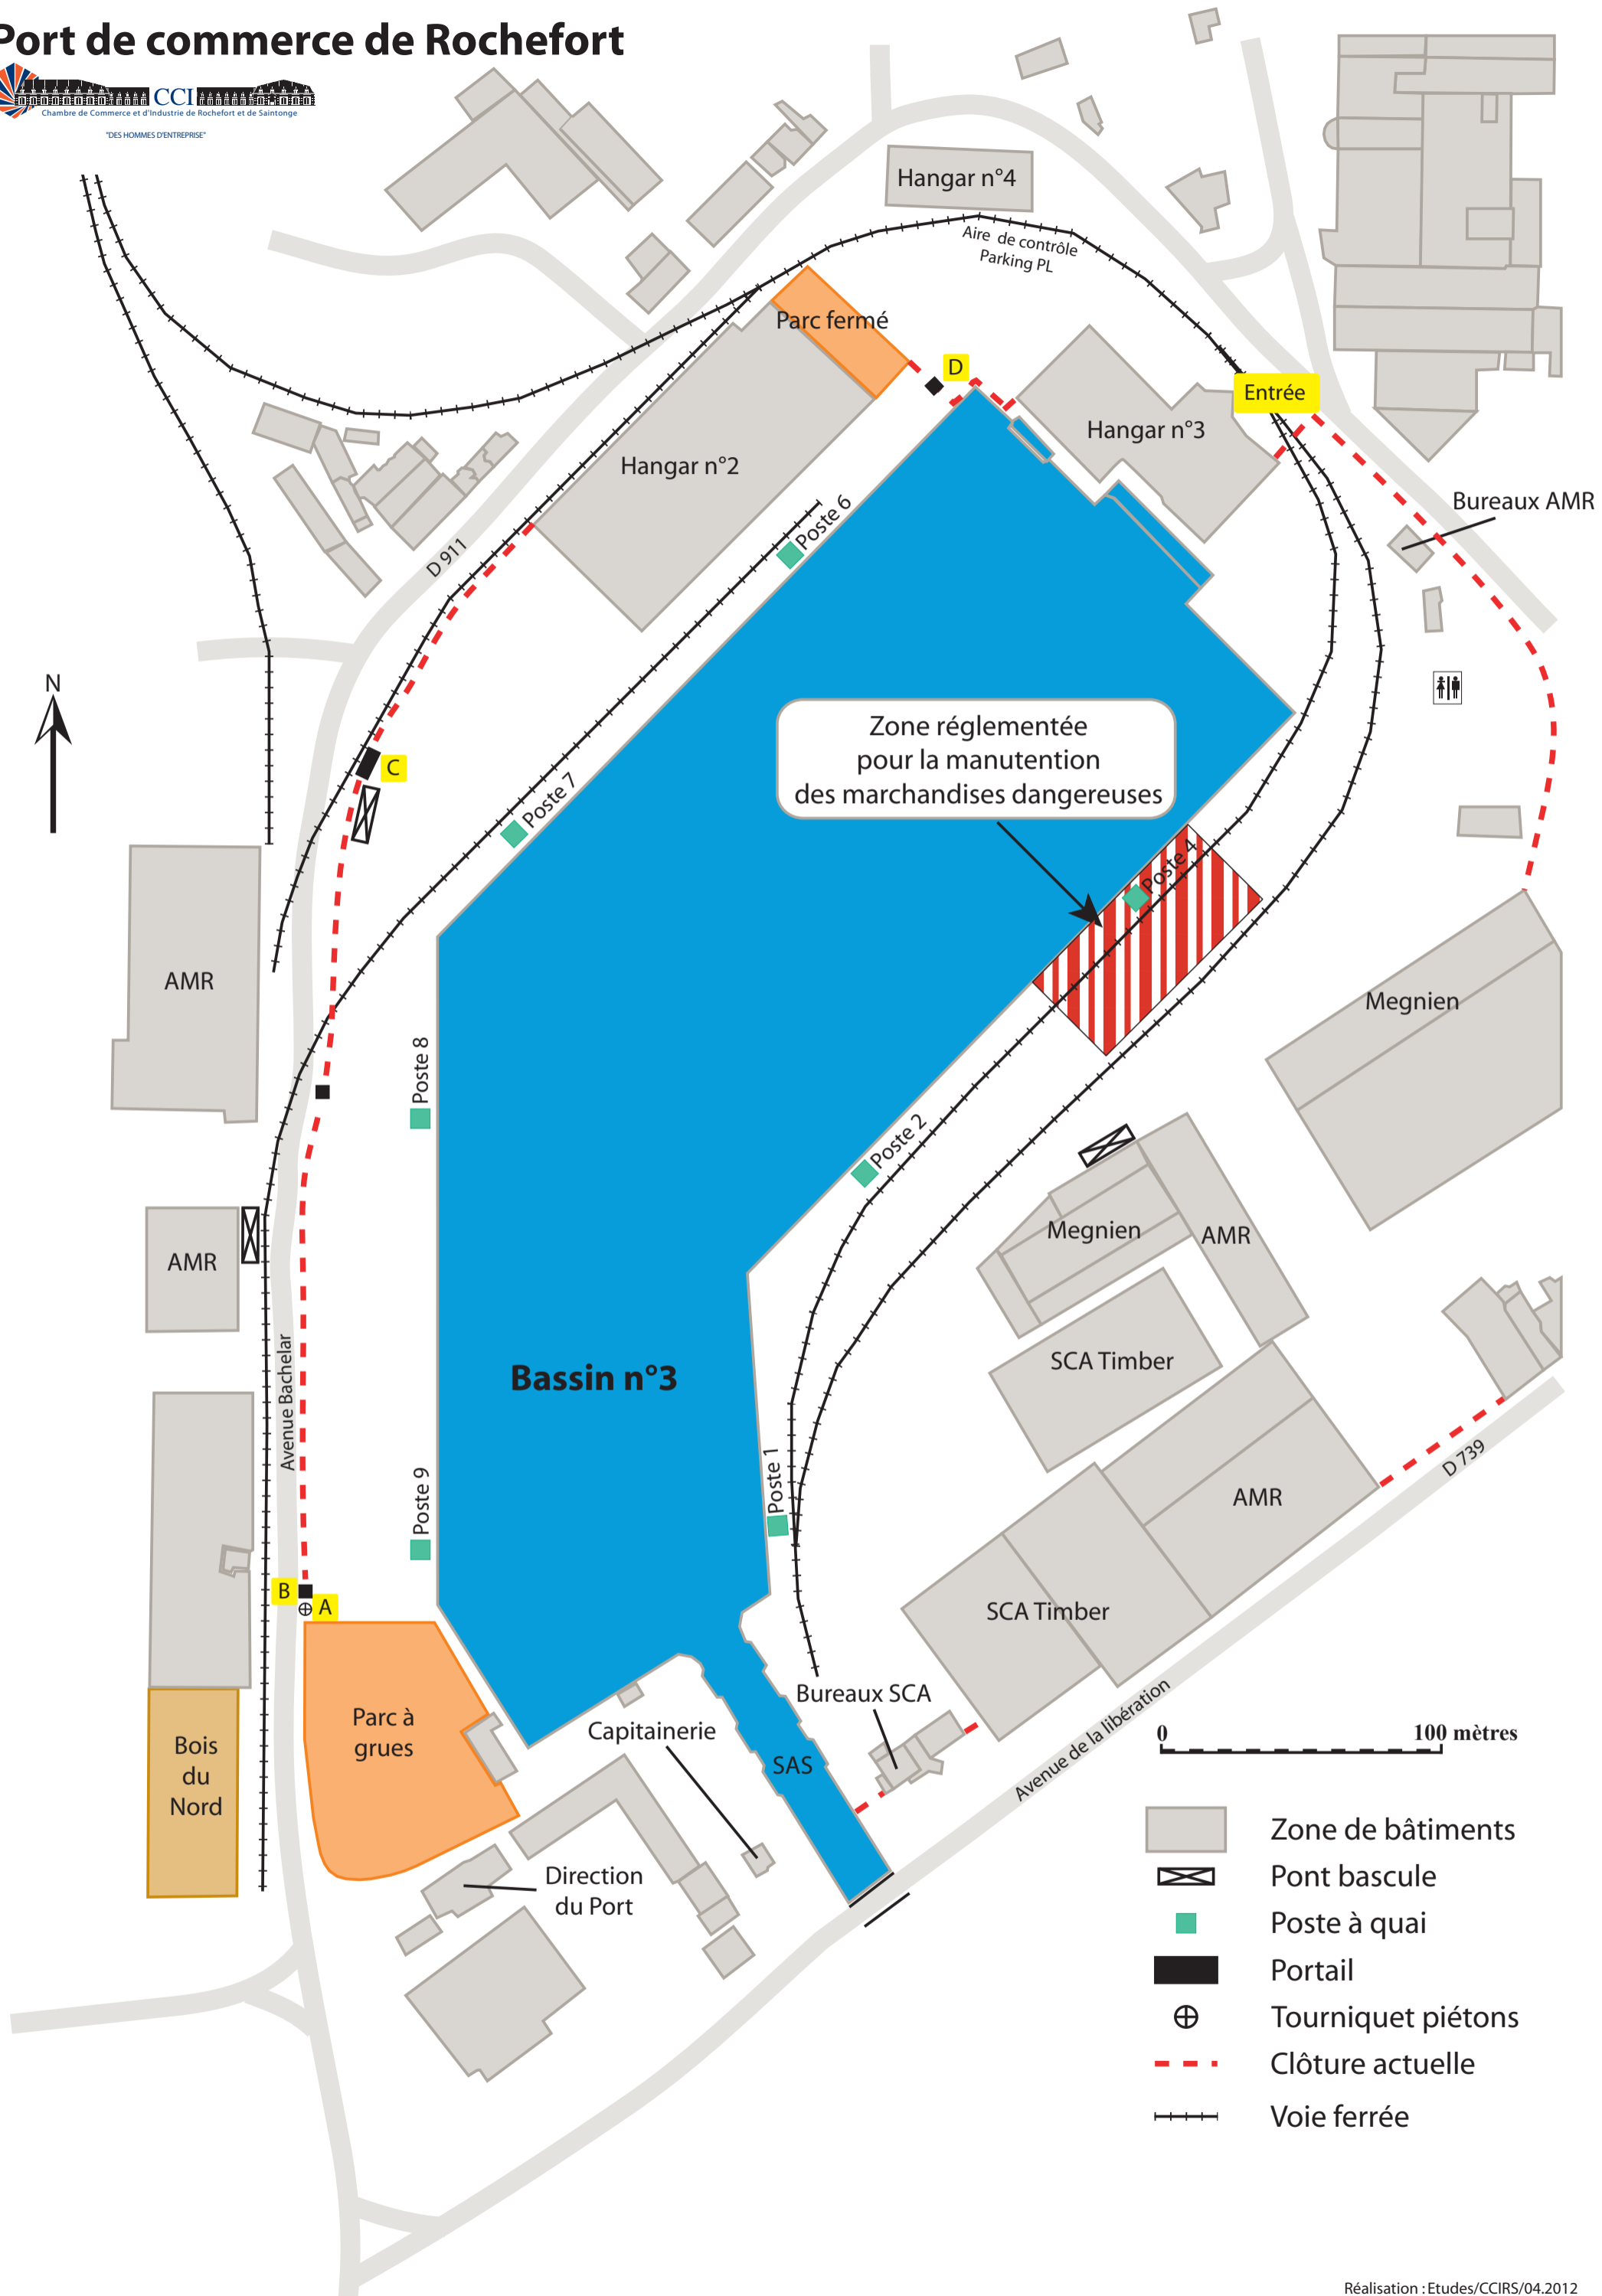 Port de commerce de Rochefort
CCI
Chambre de Commerce et d'Industrie de Rochefort et de Saintonge
"DES HOMMES D'ENTREPRISE"
Hangar n°4
Aire de contrôle
Parking PL
Parc fermé
D
Entrée
Hangar n°3
Hangar n°2
Bureaux AMR
Poste 6
D 911
N
Zone réglementée
pour la manutention
des marchandises dangereuses
C
Poste 7
Poste 4
AMR
Megnien
Poste 8
Poste 2
Megnien
AMR
AMR
Avenue Bachelar
SCA Timber
Bassin n°3
Poste 1
Poste 9
D 739
AMR
B
A
SCA Timber
Bureaux SCA
Parc à
grues
Capitainerie
Avenue de la libération
0
100 mètres
Bois
du
Nord
SAS
Direction
du Port
Zone de bâtiments
Pont bascule
Poste à quai
Portail
Tourniquet piétons
Clôture actuelle
Voie ferrée
Réalisation : Etudes/CCIRS/04.2012